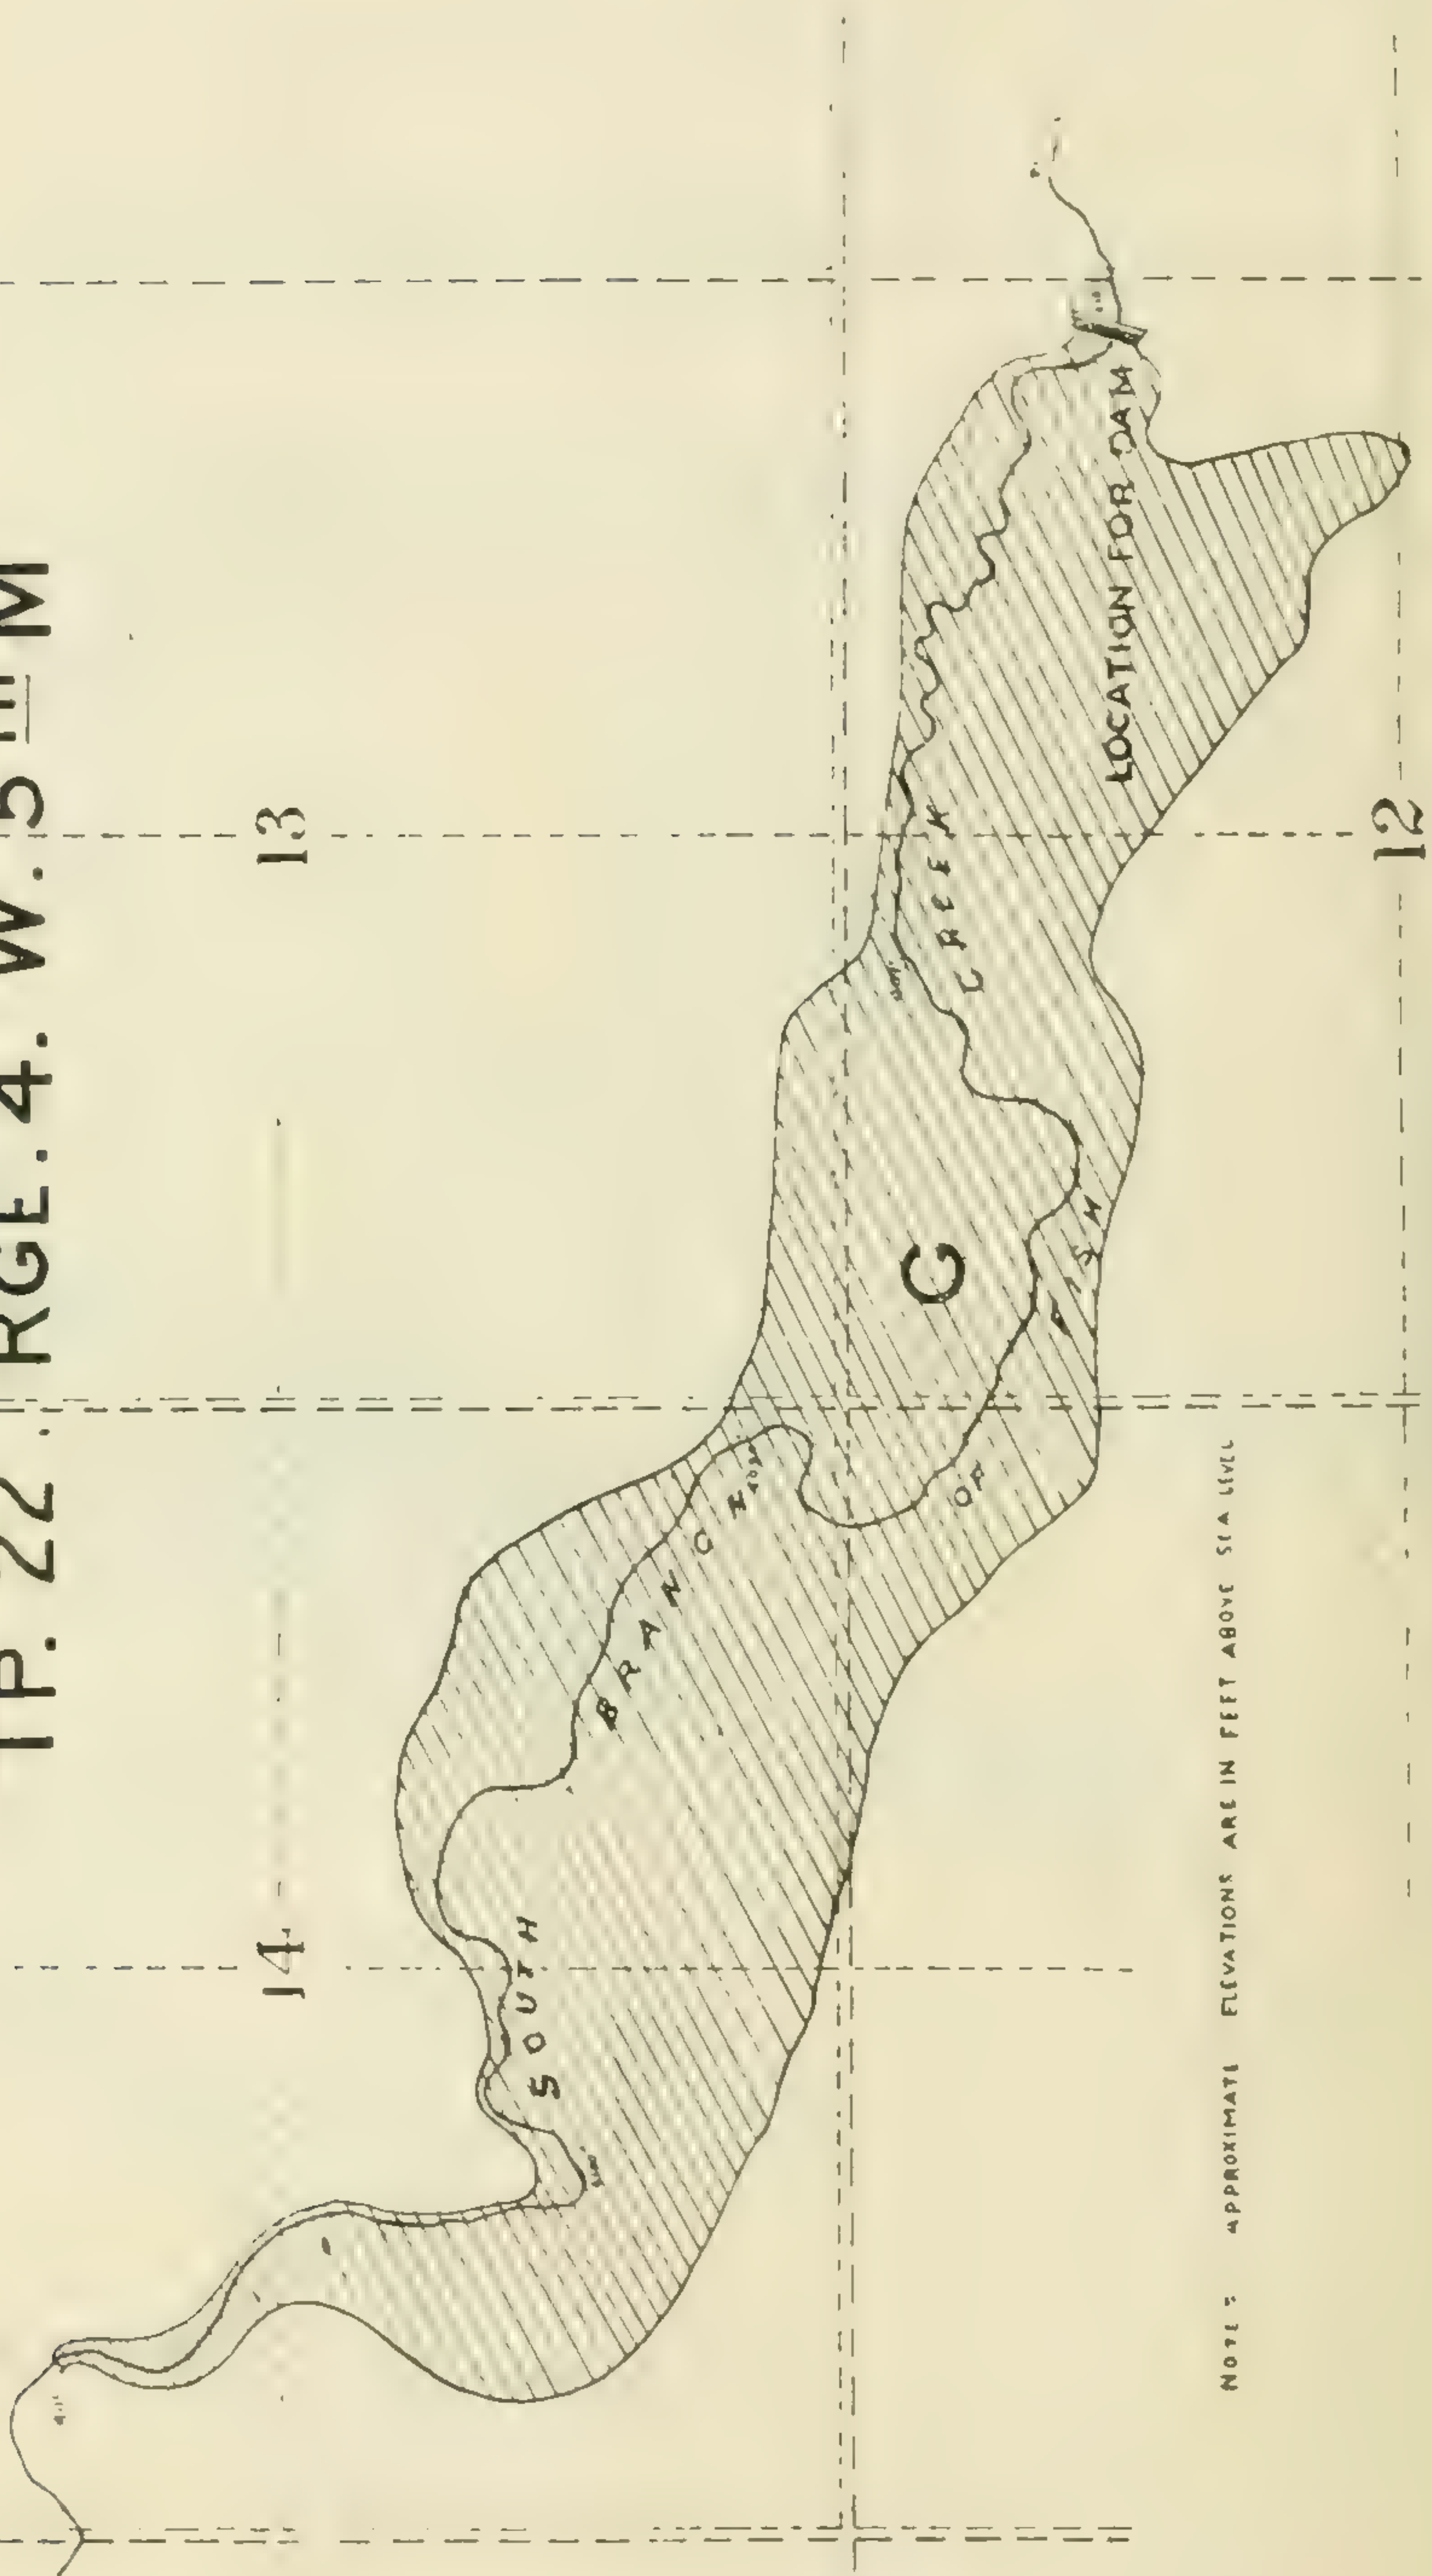 TP. 22. RGE. 4. W. 5TH M
14
13
SOUTH BRANCH OF FISH CREEK
G
LOCATION FOR DAM
12
NOTE: APPROXIMATE ELEVATIONS ARE IN FEET ABOVE SEA LEVEL